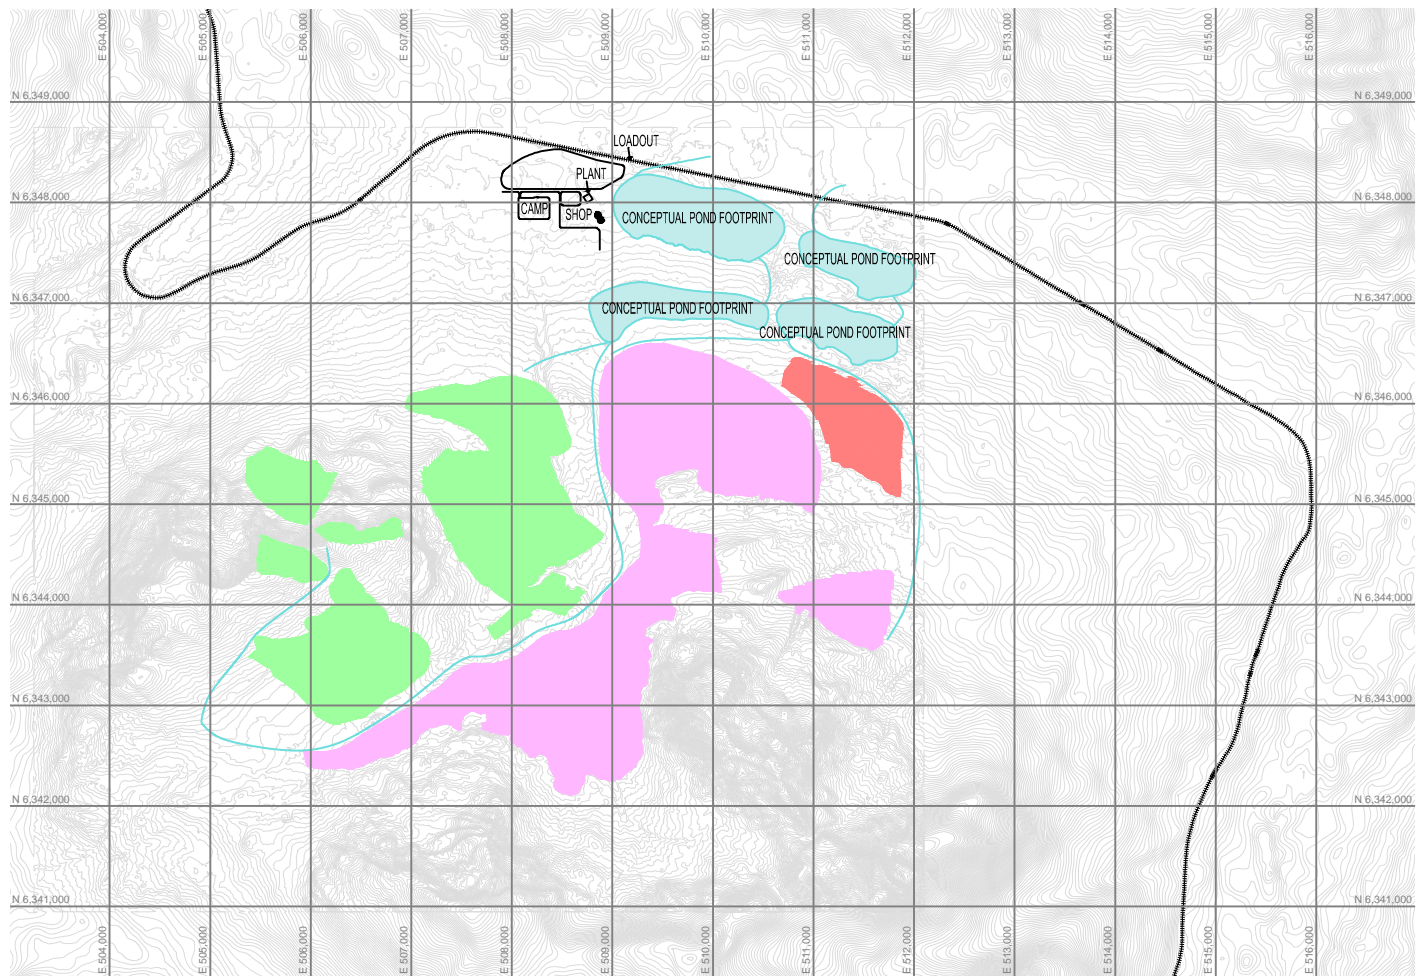 E 504,000
E 505,000
E 506,000
E 507,000
E 508,000
E 509,000
E 510,000
E 511,000
E 512,000
E 513,000
E 514,000
E 515,000
E 516,000
N 6,349,000
N 6,349,000
LOADOUT
PLANT
N 6,348,000
CAMP
SHOP
CONCEPTUAL POND FOOTPRINT
N 6,348,000
CONCEPTUAL POND FOOTPRINT
N 6,347,000
CONCEPTUAL POND FOOTPRINT
N 6,347,000
CONCEPTUAL POND FOOTPRINT
N 6,346,000
N 6,346,000
N 6,345,000
N 6,345,000
N 6,344,000
N 6,344,000
N 6,343,000
N 6,343,000
N 6,342,000
N 6,342,000
N 6,341,000
N 6,341,000
E 504,000
E 505,000
E 506,000
E 507,000
E 508,000
E 509,000
E 510,000
E 511,000
E 512,000
E 513,000
E 514,000
E 515,000
E 516,000